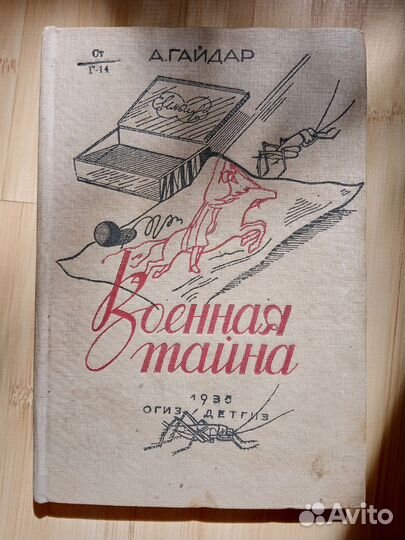 Ст
Г-14
А. ГАЙДАР
Военная
тайна
1935
ОГИЗ ДЕТГИЗ
Avito